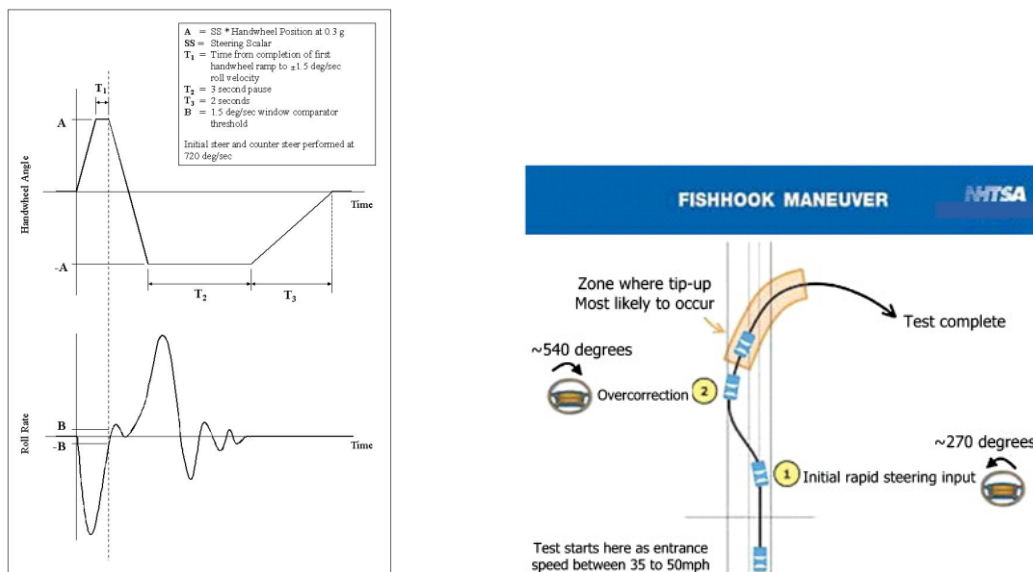 A = SS * Handwheel Position at 0.3 g
SS = Steering Scalar
T1 = Time from completion of first
handwheel ramp to ±1.5 deg/sec
roll velocity
T2 = 3 second pause
T3 = 2 seconds
B = 1.5 deg/sec window comparator
threshold
Initial steer and counter steer performed at
720 deg/sec
T1
A
Handwheel Angle
Time
-A
T2
T3
B
-B
Roll Rate
Time
FISHHOOK MANEUVER
NHTSA
Zone where tip-up
Most likely to occur
Test complete
~540 degrees
Overcorrection 2
~270 degrees
1 Initial rapid steering input
Test starts here as entrance
speed between 35 to 50mph